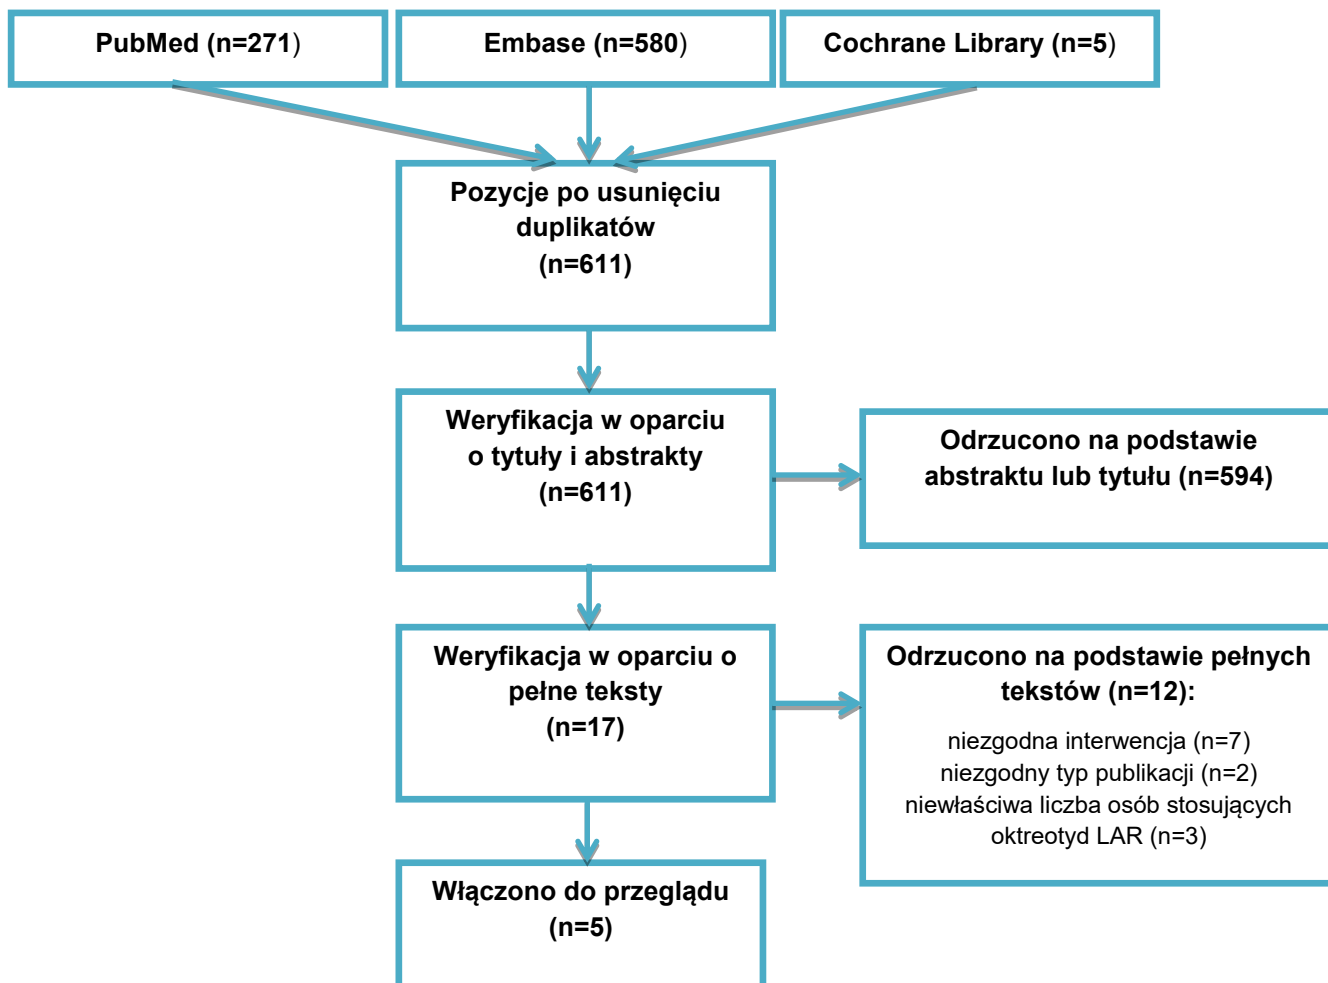 PubMed (n=271)
Embase (n=580)
Cochrane Library (n=5)
Pozycje po usunięciu
duplikatów
(n=611)
Weryfikacja w oparciu
o tytuły i abstrakty
(n=611)
Odrzucono na podstawie
abstraktu lub tytułu (n=594)
Weryfikacja w oparciu o
pełne teksty
(n=17)
Odrzucono na podstawie pełnych
tekstów (n=12):
niezgodna interwencja (n=7)
niezgodny typ publikacji (n=2)
niewłaściwa liczba osób stosujących
oktreotyd LAR (n=3)
Włączono do przeglądu
(n=5)